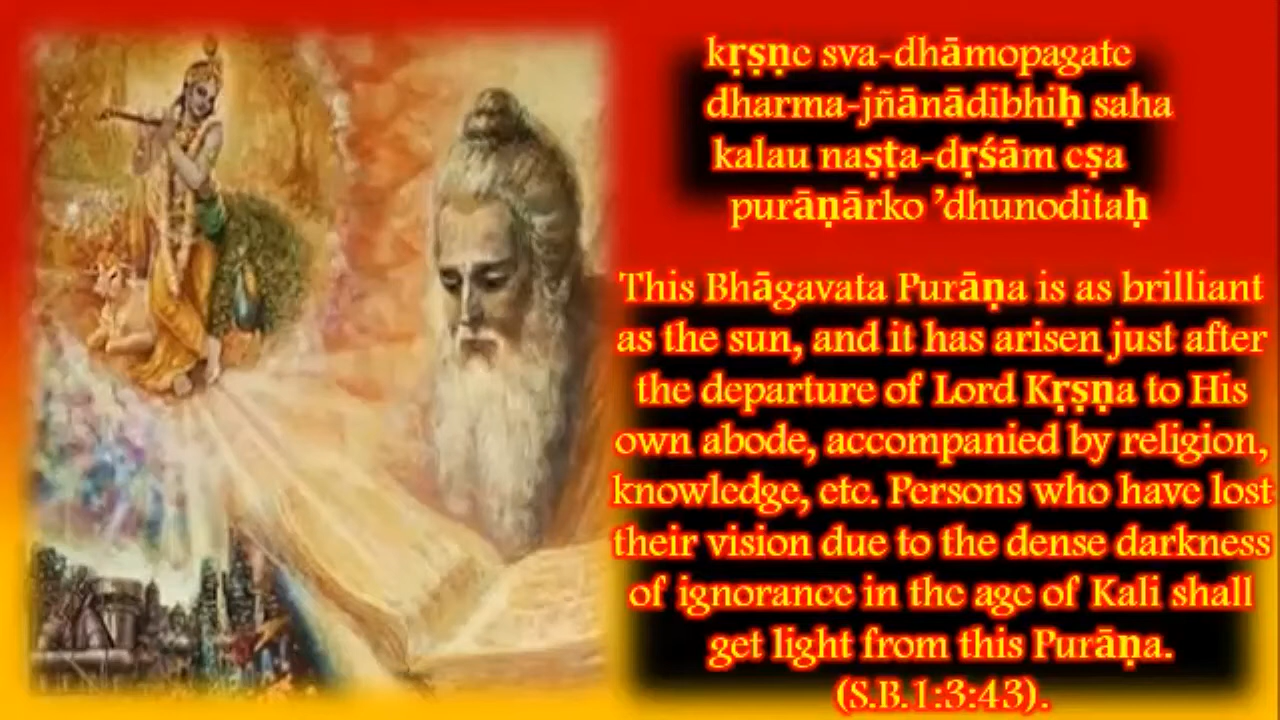 kṛṣṇe sva-dhāmopagate
dharma-jñānādibhiḥ saha
kalau naṣṭa-dṛśām eṣa
purāṇārko ’dhunoditaḥ
This Bhāgavata Purāṇa is as brilliant
as the sun, and it has arisen just after
the departure of Lord Kṛṣṇa to His
own abode, accompanied by religion,
knowledge, etc. Persons who have lost
their vision due to the dense darkness
of ignorance in the age of Kali shall
get light from this Purāṇa.
(S.B.1:3:43).